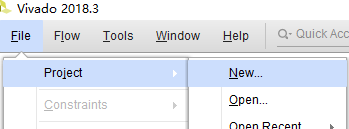 Vivado 2018.3
File Flow Tools Window Help Quick Acc
Project New...
Constraints Open...
Open Recent